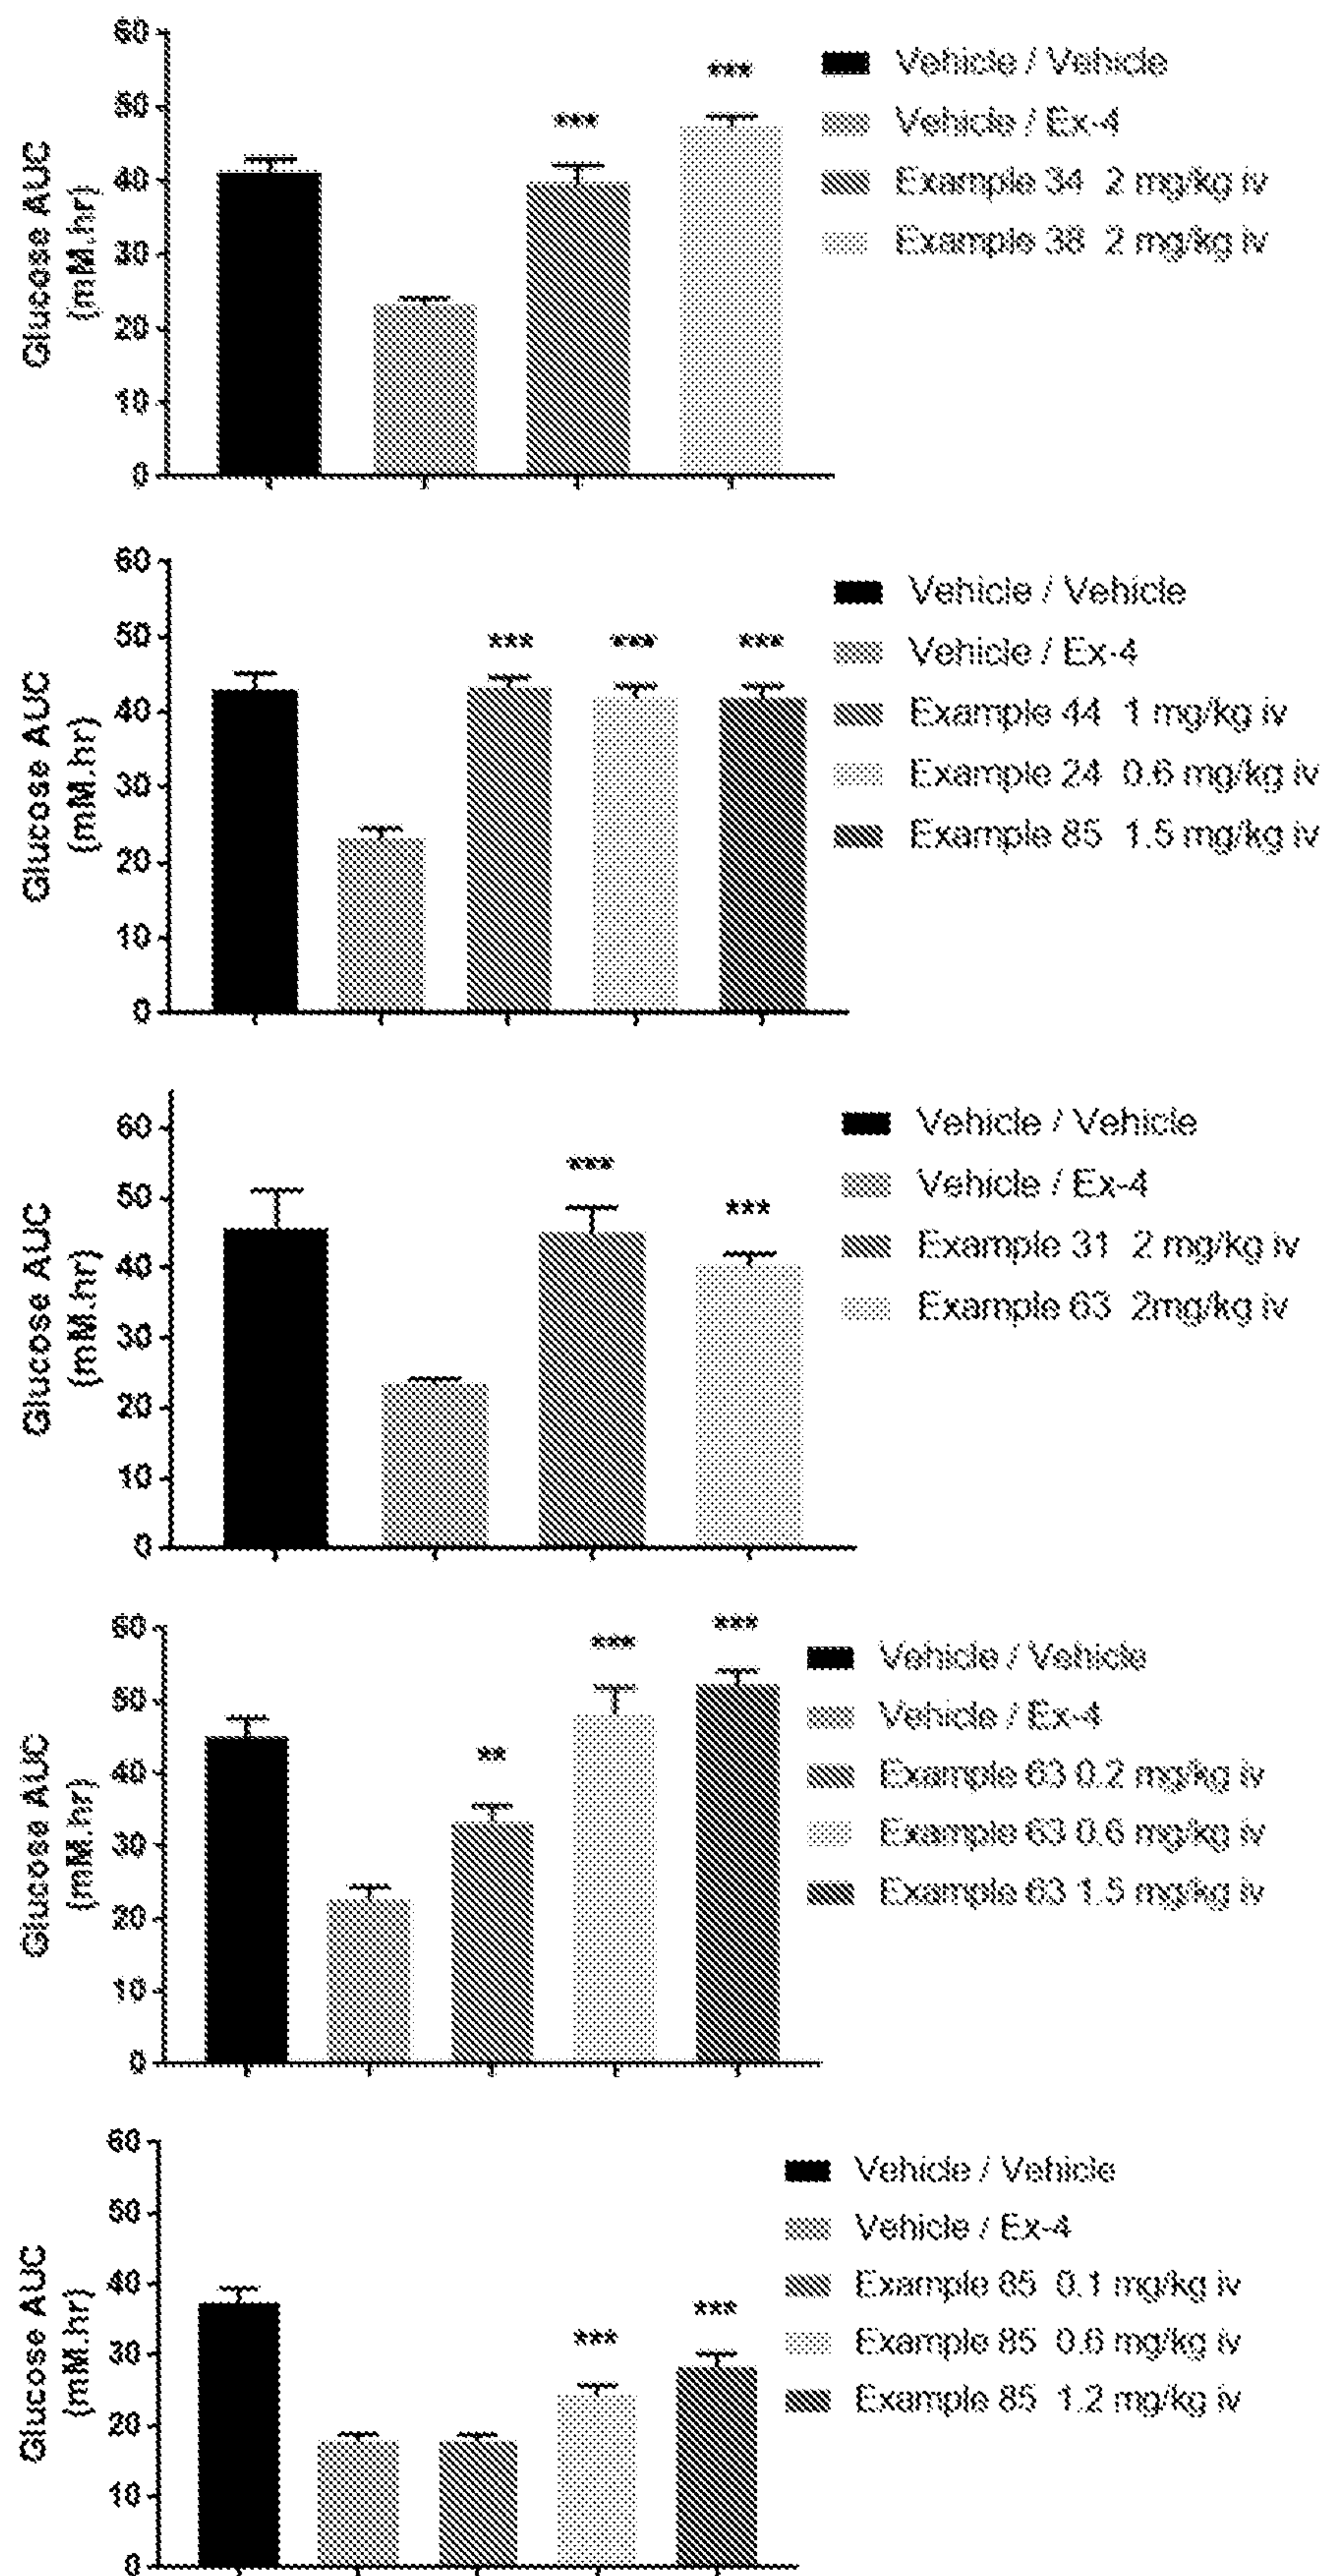 Glucose AUC
(mM.hr)
60
50
40
30
20
10
0
***
***
Vehicle / Vehicle
Vehicle / Ex-4
Example 34 2 mg/kg iv
Example 38 2 mg/kg iv
Glucose AUC
(mM.hr)
60
50
40
30
20
10
0
***
***
***
Vehicle / Vehicle
Vehicle / Ex-4
Example 44 1 mg/kg iv
Example 24 0.6 mg/kg iv
Example 85 1.5 mg/kg iv
Glucose AUC
(mM.hr)
60
50
40
30
20
10
0
***
***
Vehicle / Vehicle
Vehicle / Ex-4
Example 31 2 mg/kg iv
Example 63 2mg/kg iv
Glucose AUC
(mM.hr)
60
50
40
30
20
10
0
**
***
***
Vehicle / Vehicle
Vehicle / Ex-4
Example 63 0.2 mg/kg iv
Example 63 0.6 mg/kg iv
Example 63 1.5 mg/kg iv
Glucose AUC
(mM.hr)
60
50
40
30
20
10
0
***
***
Vehicle / Vehicle
Vehicle / Ex-4
Example 85 0.1 mg/kg iv
Example 85 0.6 mg/kg iv
Example 85 1.2 mg/kg iv